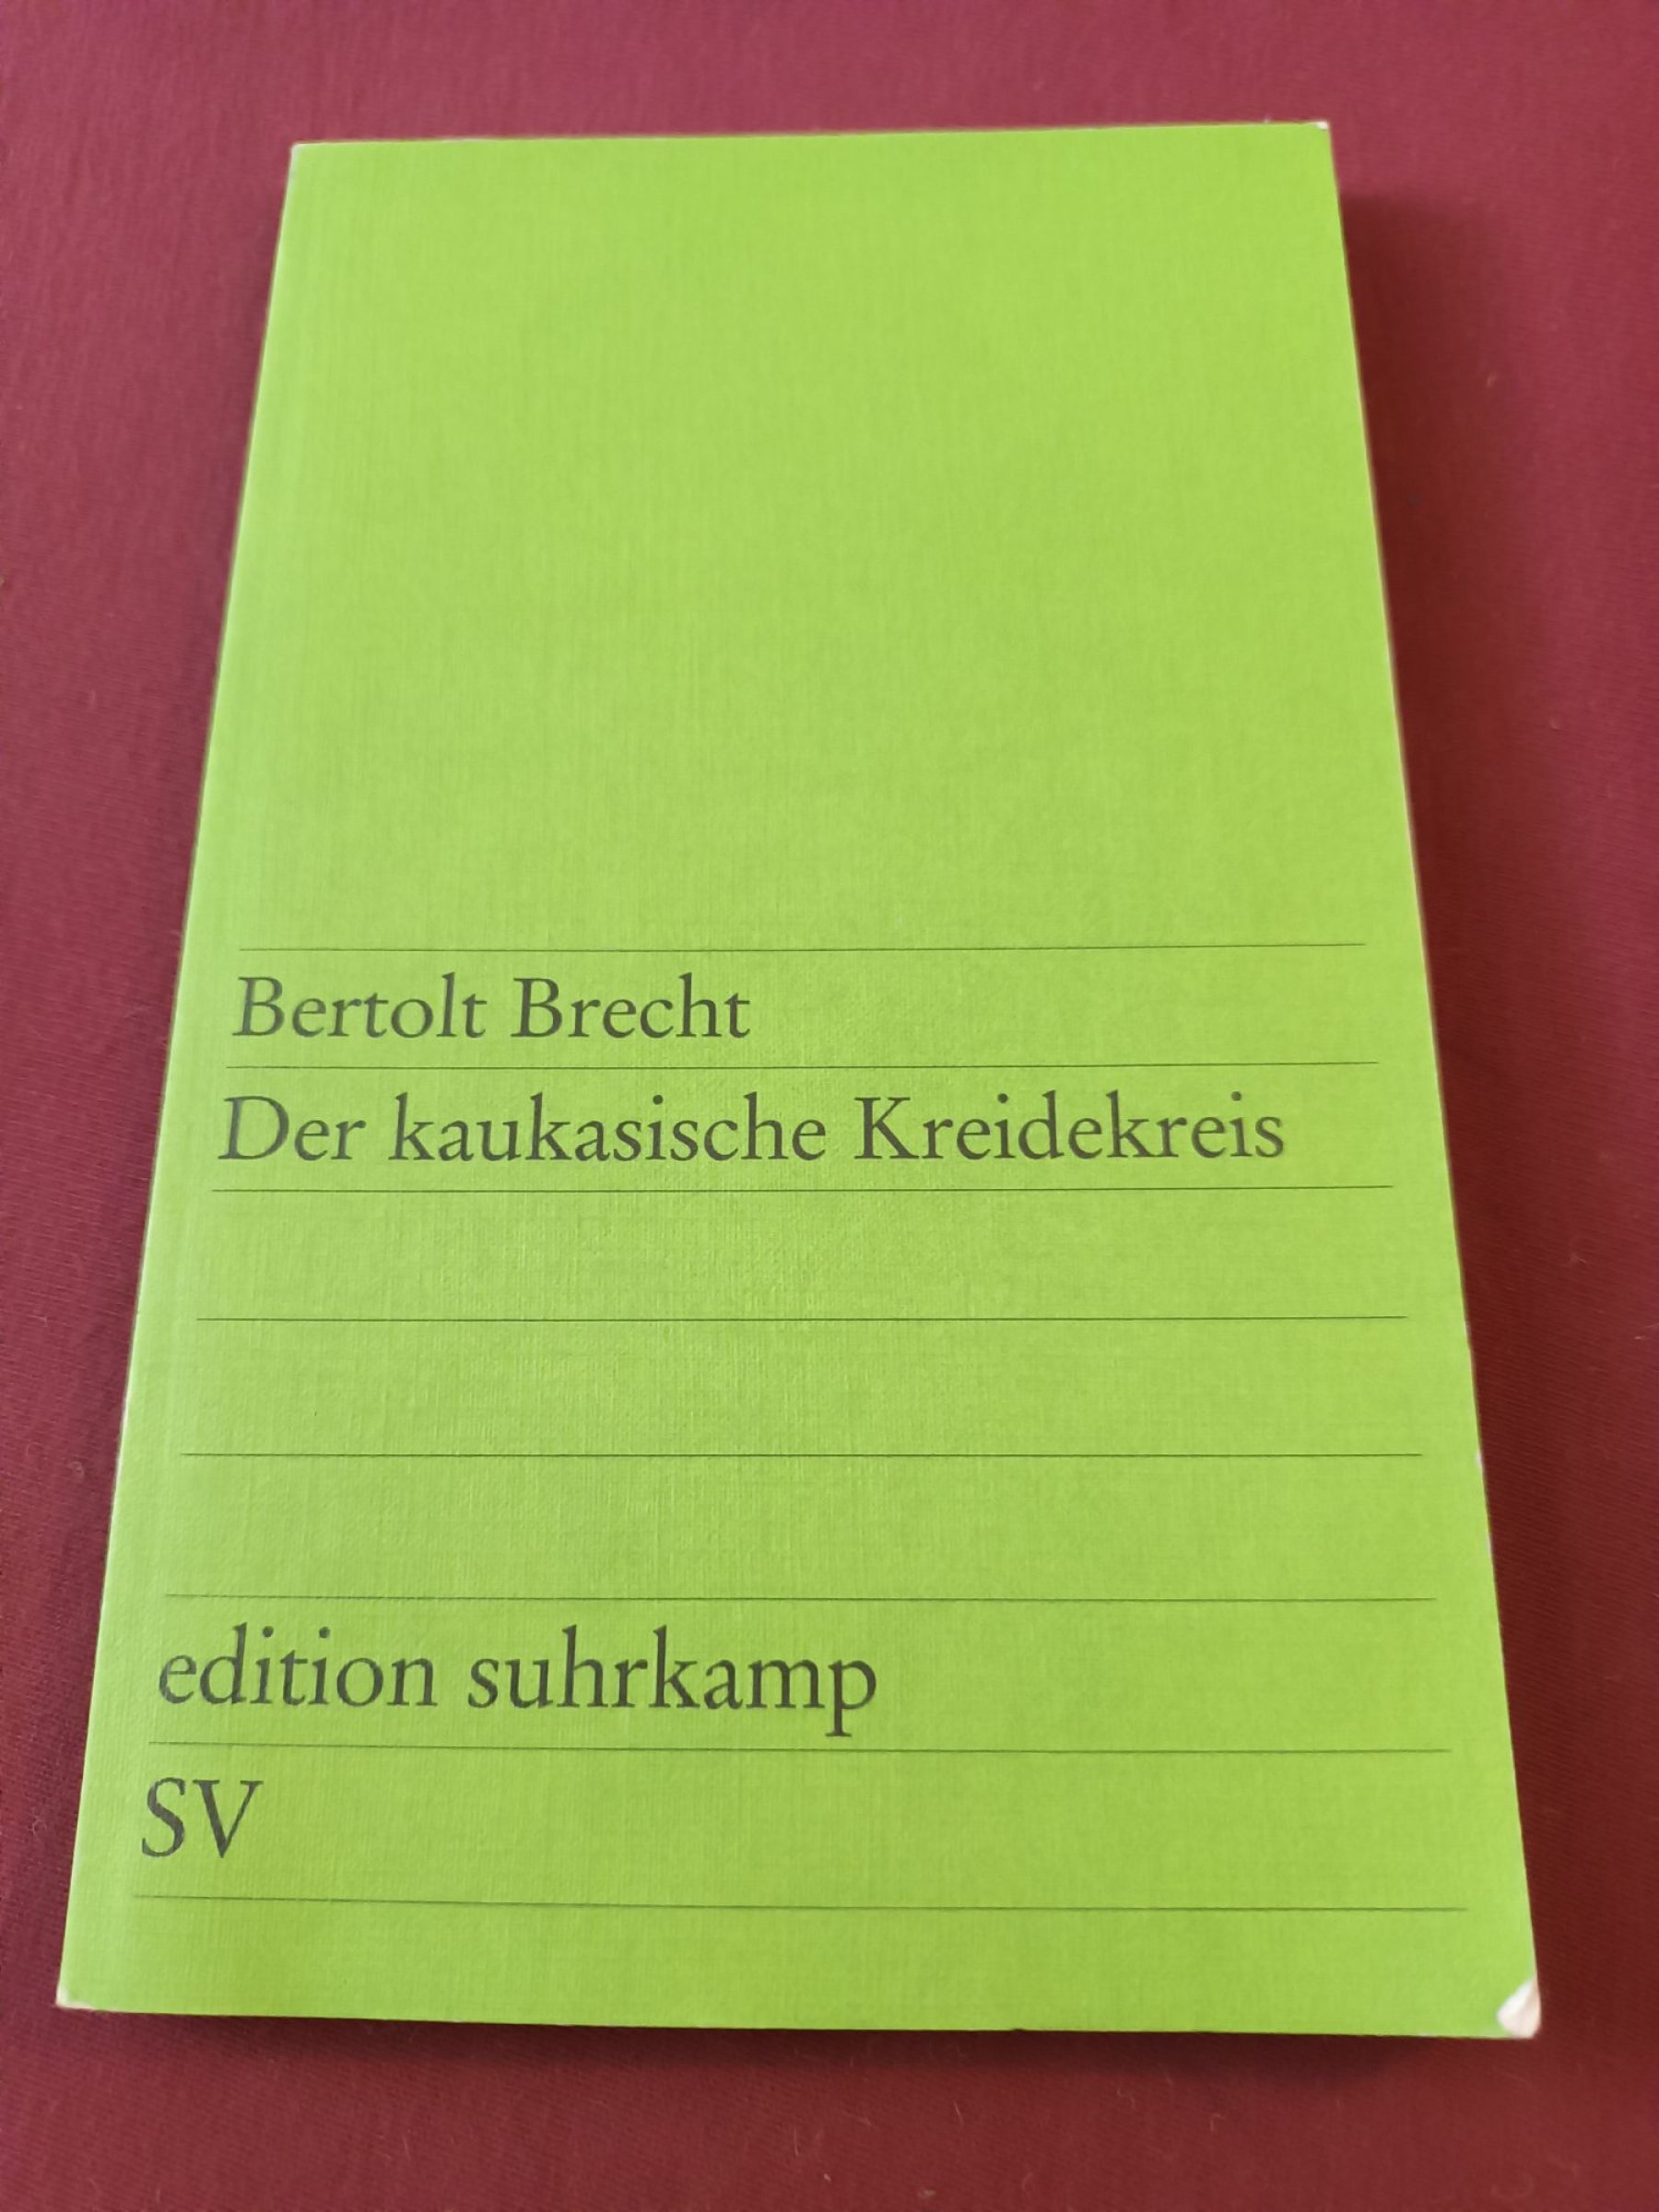 Bertolt Brecht
Der kaukasische Kreidekreis
edition suhrkamp
SV